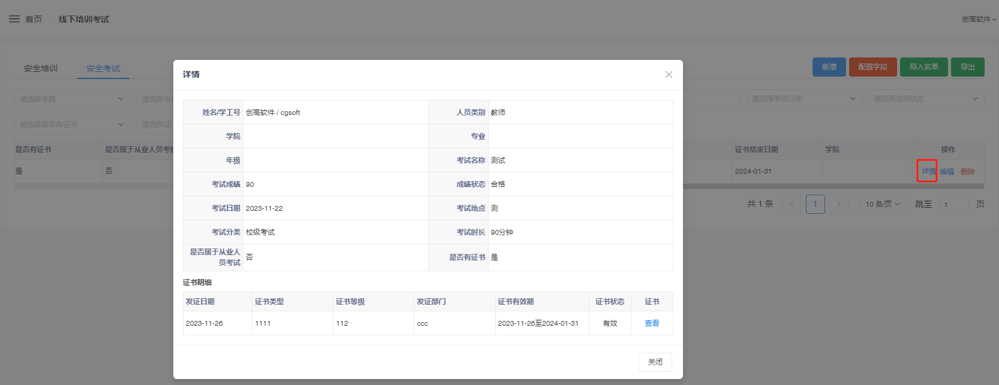 首页 / 线下培训考试
创高软件
安全培训 安全考试
新增 配置字段 导入名单 导出
请选择学院 请选择专业 请选择考试分类 请选择成绩状态
请选择是否有证书 请选择证
是否有证书 是否属于从业人员考核 证书结束日期 学院 操作
是 否 2024-01-31 详情 编辑 删除
共 1 条 < 1 > 10 条/页 跳至 1 页
详情
姓名/学工号 创高软件 / cgsoft 人员类别 教师
学院 专业
年级 考试名称 测试
考试成绩 90 成绩状态 合格
考试日期 2023-11-22 考试地点 测
考试分类 校级考试 考试时长 90分钟
是否属于从业人
员考试 否 是否有证书 是
证书明细
发证日期 证书类型 证书等级 发证部门 证书有效期 证书状态 证书
2023-11-26 1111 112 ccc 2023-11-26至2024-01-31 有效 查看
关闭